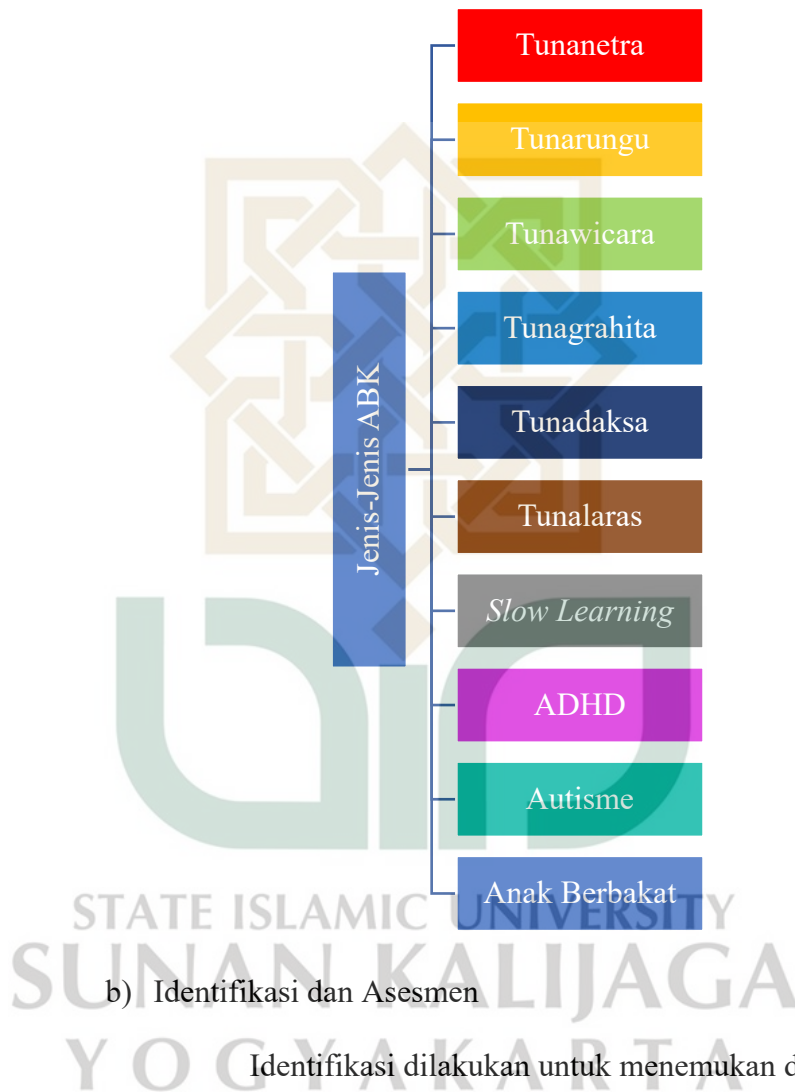 Tunanetra
Tunarungu
Tunawicara
Tunagrahita
Jenis-Jenis ABK
Tunadaksa
Tunalaras
Slow Learning
ADHD
Autisme
Anak Berbakat
STATE ISLAMIC UNIVERSITY
SUNAN KALIJAGA
b) Identifikasi dan Asesmen
YOGYAKARTA
Identifikasi dilakukan untuk menemukan d